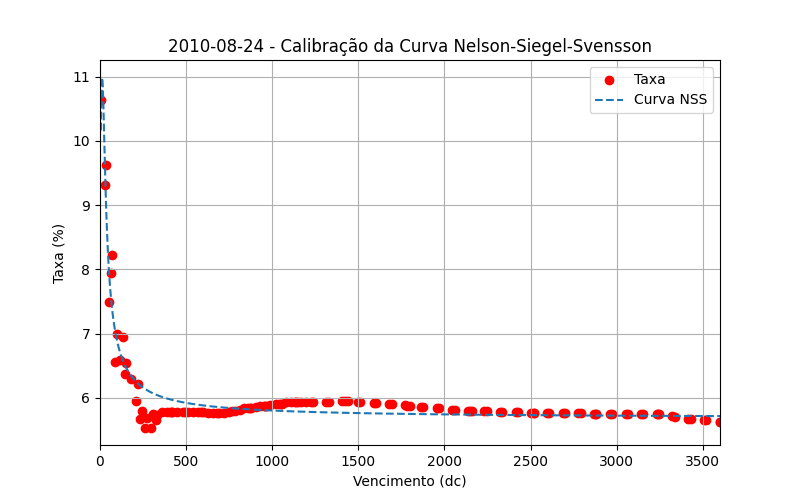 2010-08-24 - Calibração da Curva Nelson-Siegel-Svensson
Taxa
Curva NSS
11
10
9
8
7
6
Taxa (%)
0 500 1000 1500 2000 2500 3000 3500
Vencimento (dc)